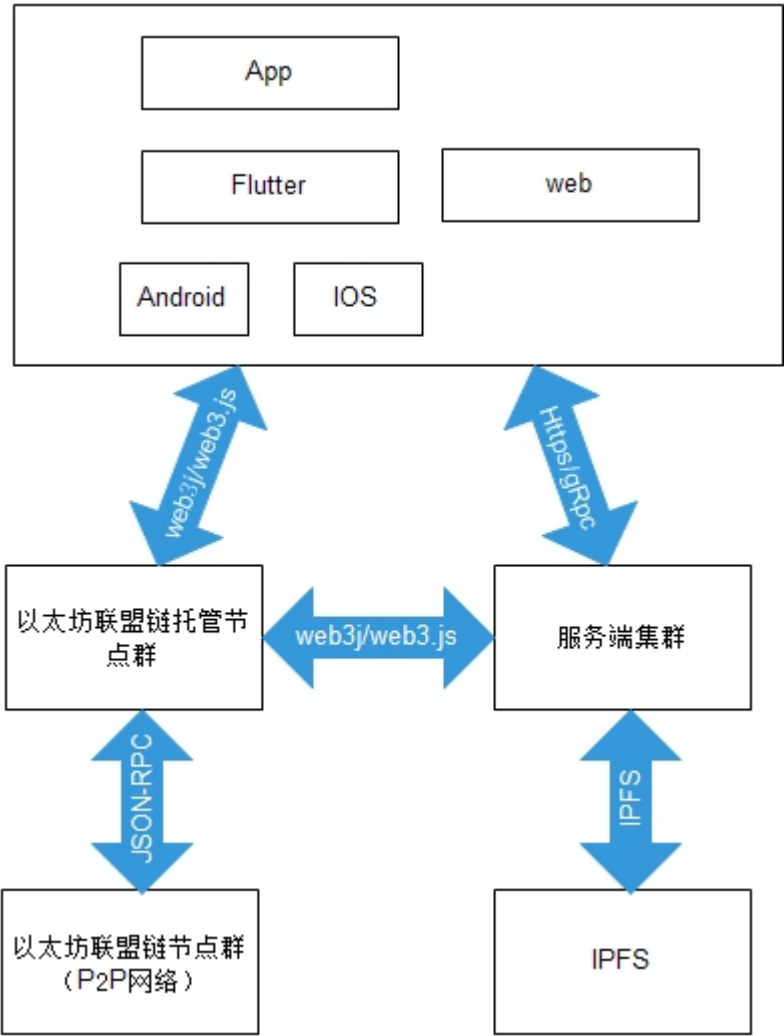 App
Flutter
web
Android
IOS
web3j/web3.js
Https/gRpc
以太坊联盟链托管节
点群
web3j/web3.js
服务端集群
JSON-RPC
IPFS
以太坊联盟链节点群
（P2P网络）
IPFS